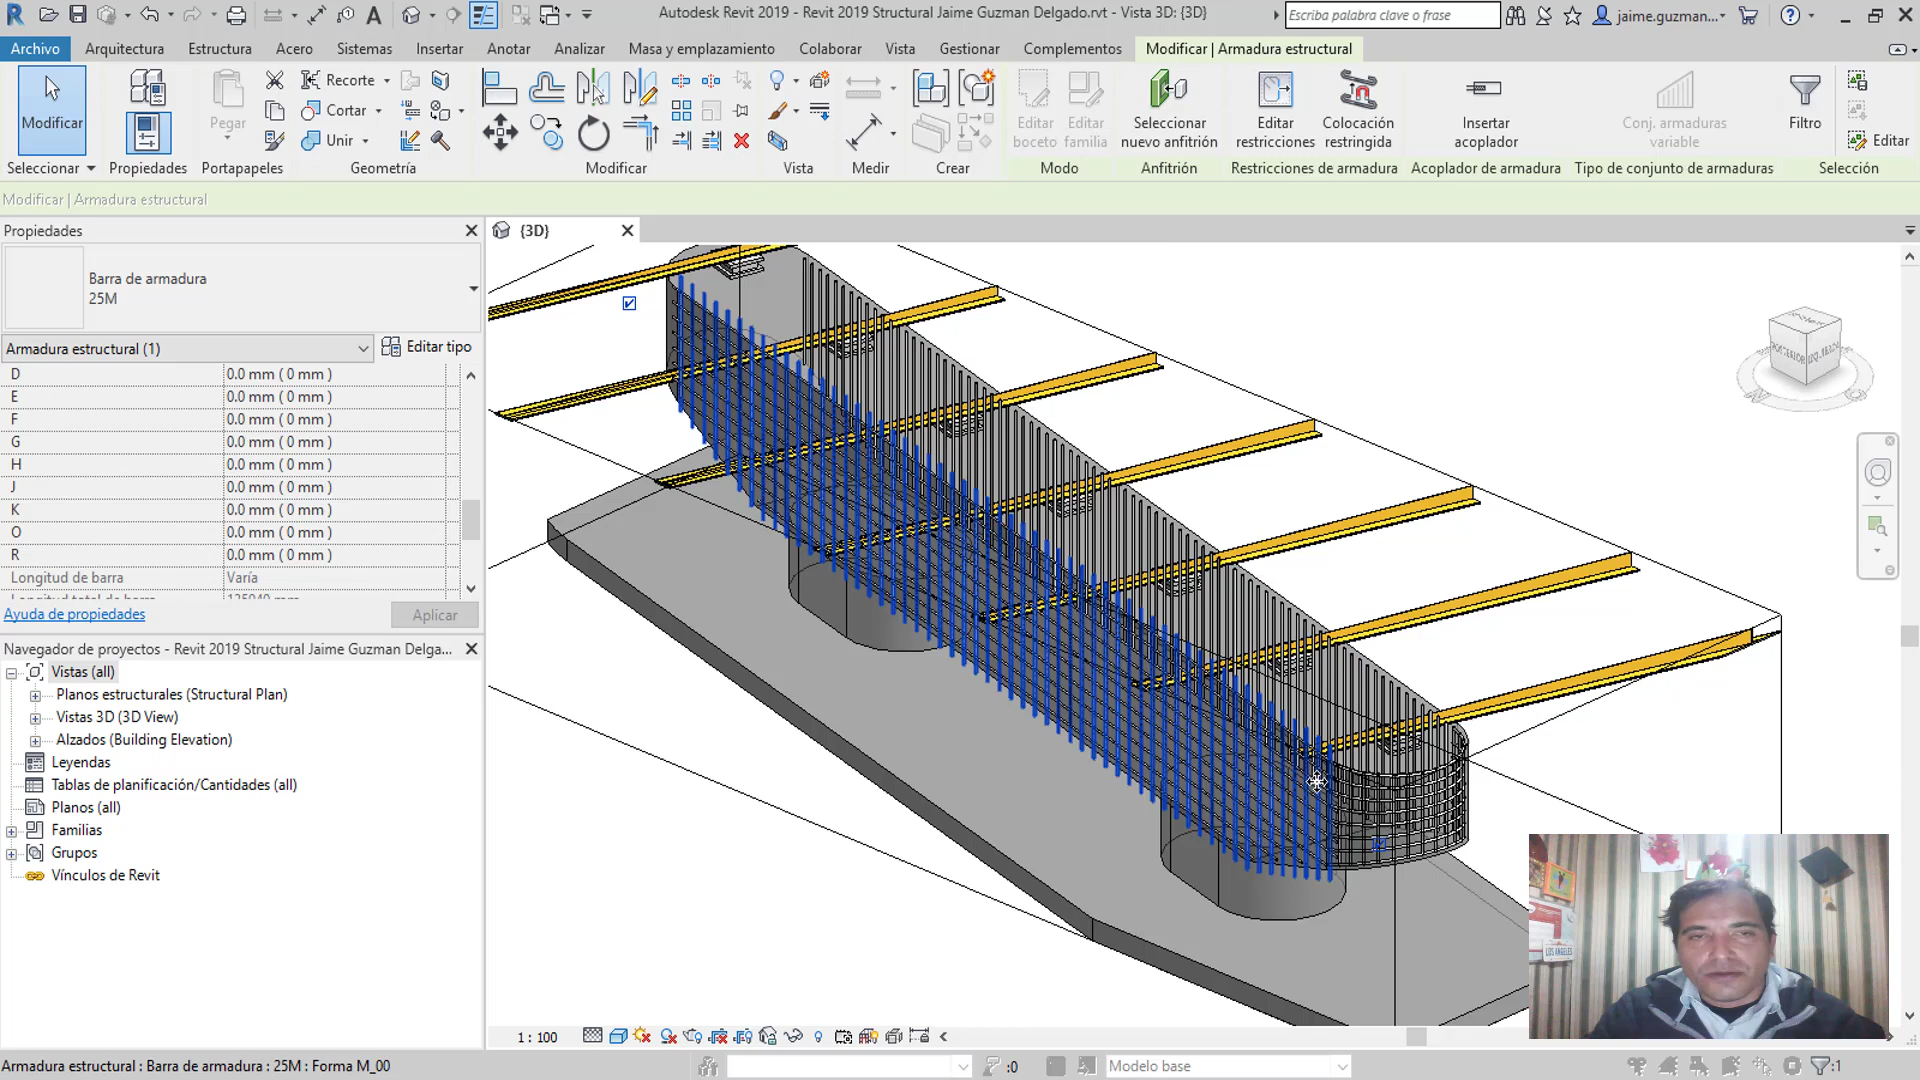 Autodesk Revit 2019 - Revit 2019 Structural Jaime Guzman Delgado.rvt - Vista 3D: {3D}
Escriba palabra clave o frase
jaime.guzman...
Archivo Arquitectura Estructura Acero Sistemas Insertar Anotar Analizar Masa y emplazamiento Colaborar Vista Gestionar Complementos Modificar | Armadura estructural
Modificar
Pegar
Recorte
Cortar
Unir
Editar boceto
Editar familia
Seleccionar nuevo anfitrión
Editar restricciones
Colocación restringida
Insertar acoplador
Conj. armaduras variable
Filtro
Editar
Seleccionar Propiedades Portapapeles Geometría Modificar Vista Medir Crear Modo Anfitrión Restricciones de armadura Acoplador de armadura Tipo de conjunto de armaduras Selección
Modificar | Armadura estructural
Propiedades
{3D}
Barra de armadura
25M
Armadura estructural (1)
Editar tipo
D 0.0 mm ( 0 mm )
E 0.0 mm ( 0 mm )
F 0.0 mm ( 0 mm )
G 0.0 mm ( 0 mm )
H 0.0 mm ( 0 mm )
J 0.0 mm ( 0 mm )
K 0.0 mm ( 0 mm )
O 0.0 mm ( 0 mm )
R 0.0 mm ( 0 mm )
Longitud de barra Varía
Ayuda de propiedades
Aplicar
Navegador de proyectos - Revit 2019 Structural Jaime Guzman Delga...
Vistas (all)
Planos estructurales (Structural Plan)
Vistas 3D (3D View)
Alzados (Building Elevation)
Leyendas
Tablas de planificación/Cantidades (all)
Planos (all)
Familias
Grupos
Vínculos de Revit
POSTERIOR
LOS ANGELES
1 : 100
Armadura estructural : Barra de armadura : 25M : Forma M_00
:0
Modelo base
:1